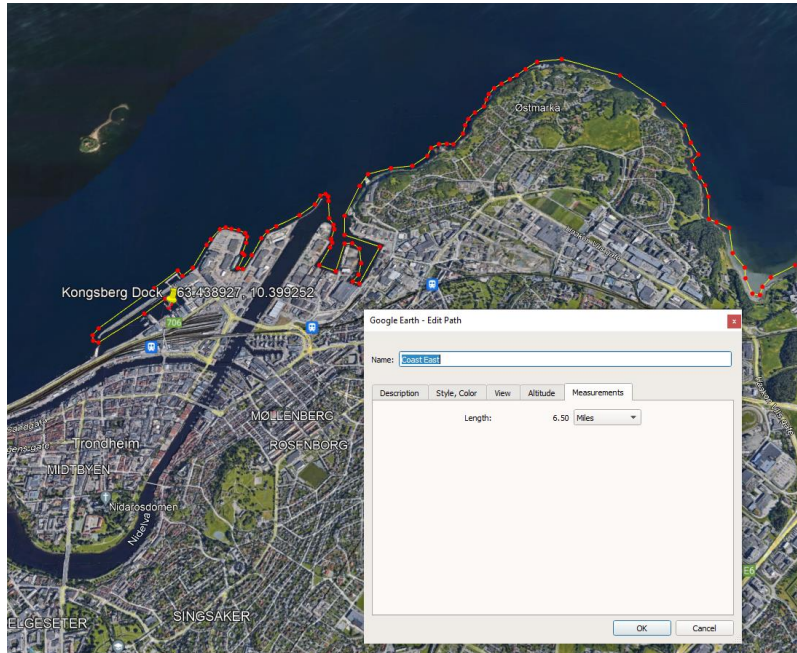 Østmarka
Kongsberg Dock 63.438927, 10.399252
706
Google Earth - Edit Path
x
Name: Coast East
Description Style, Color View Altitude Measurements
Length: 6.50 Miles
MØLLENBERG
Trondheim
ROSENBORG
MIDTBYEN
Nidarosdomen
Nidelva
E6
SINGSAKER
ELGESETER
OK Cancel